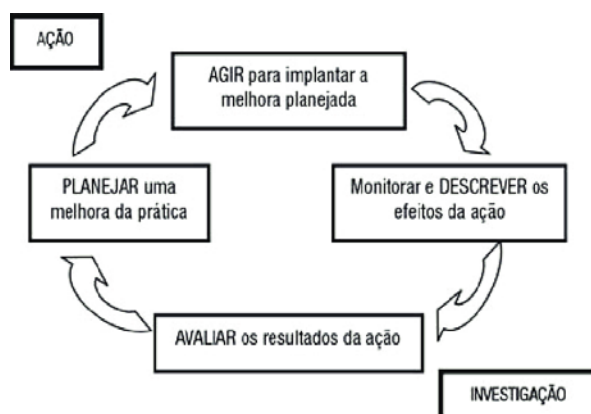 AÇÃO
AGIR para implantar a
melhora planejada
PLANEJAR uma
melhora da prática
Monitorar e DESCREVER os
efeitos da ação
AVALIAR os resultados da ação
INVESTIGAÇÃO